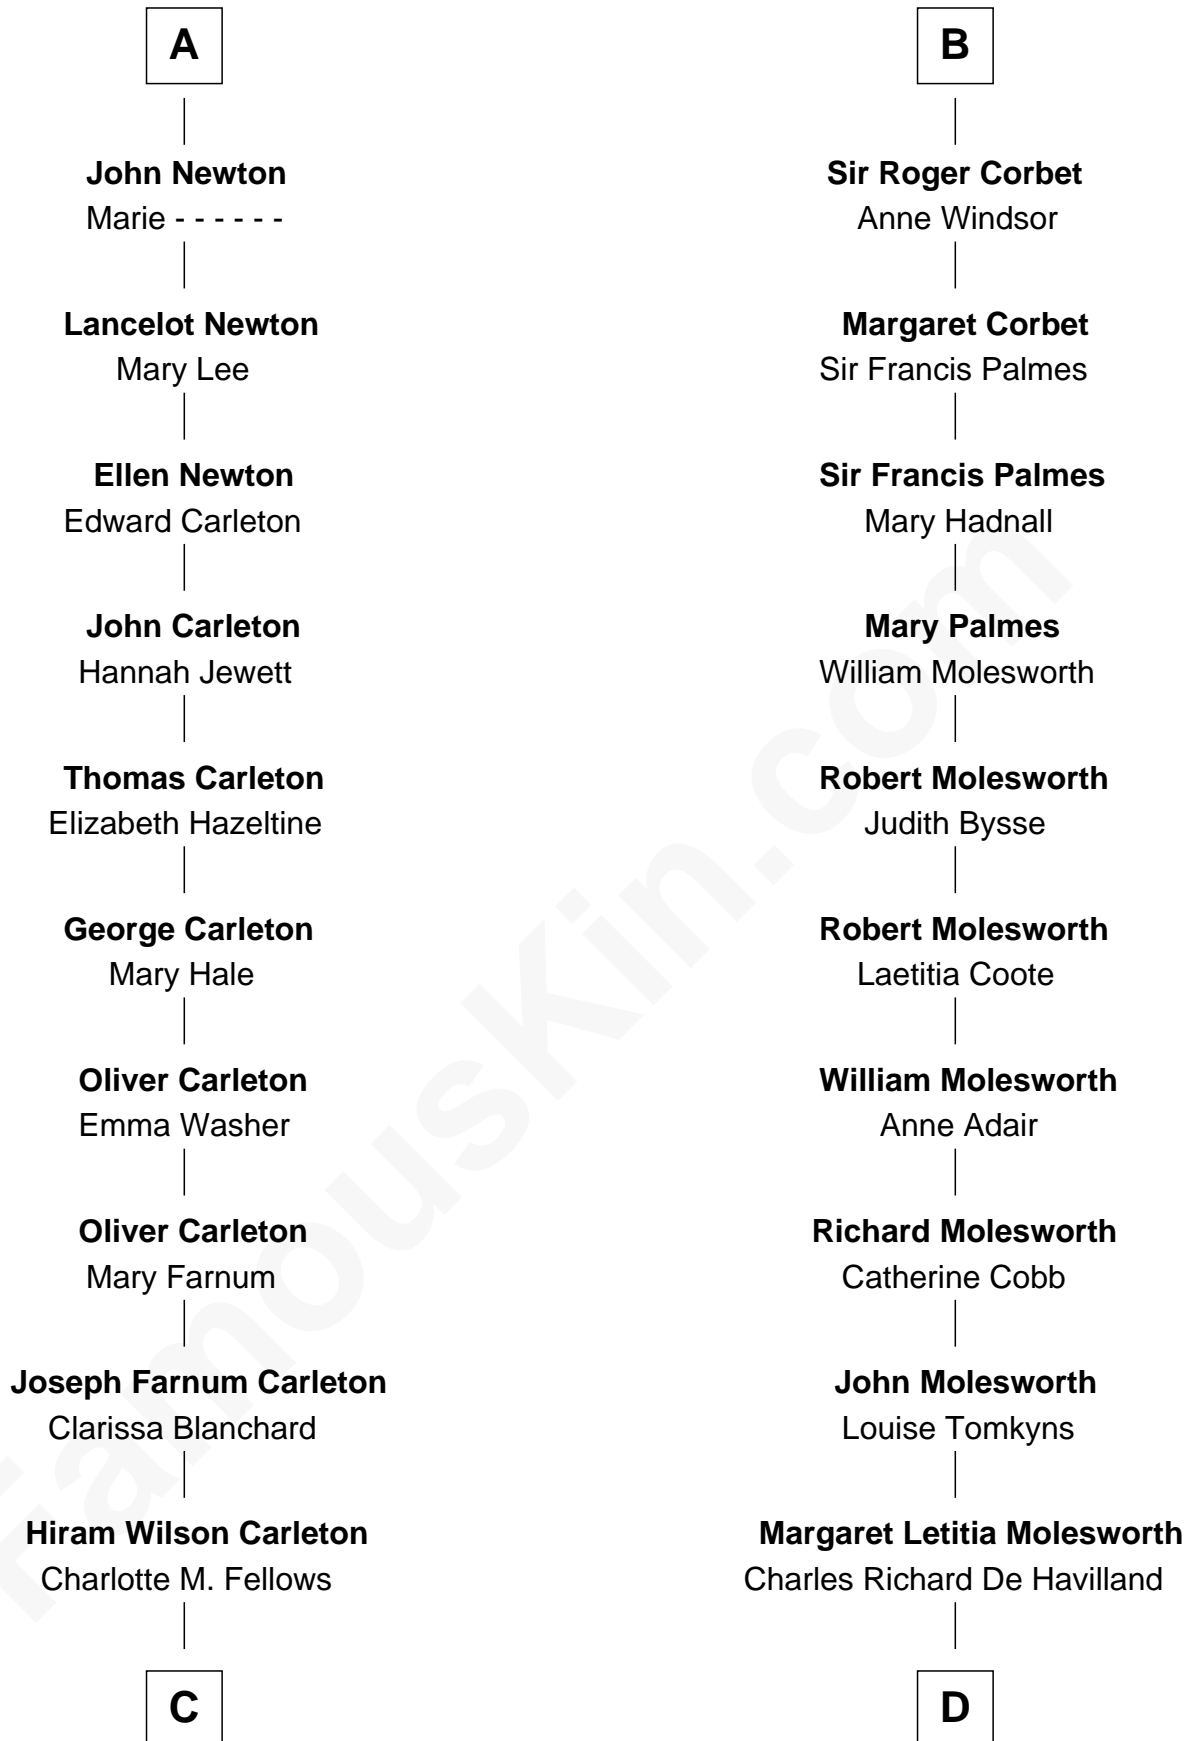 A
John Newton
Marie - - - - - -
Lancelot Newton
Mary Lee
Ellen Newton
Edward Carleton
John Carleton
Hannah Jewett
Thomas Carleton
Elizabeth Hazeltine
George Carleton
Mary Hale
Oliver Carleton
Emma Washer
Oliver Carleton
Mary Farnum
Joseph Farnum Carleton
Clarissa Blanchard
Hiram Wilson Carleton
Charlotte M. Fellows
C
B
Sir Roger Corbet
Anne Windsor
Margaret Corbet
Sir Francis Palmes
Sir Francis Palmes
Mary Hadnall
Mary Palmes
William Molesworth
Robert Molesworth
Judith Bysse
Robert Molesworth
Laetitia Coote
William Molesworth
Anne Adair
Richard Molesworth
Catherine Cobb
John Molesworth
Louise Tomkyns
Margaret Letitia Molesworth
Charles Richard De Havilland
D
FamousKin.com